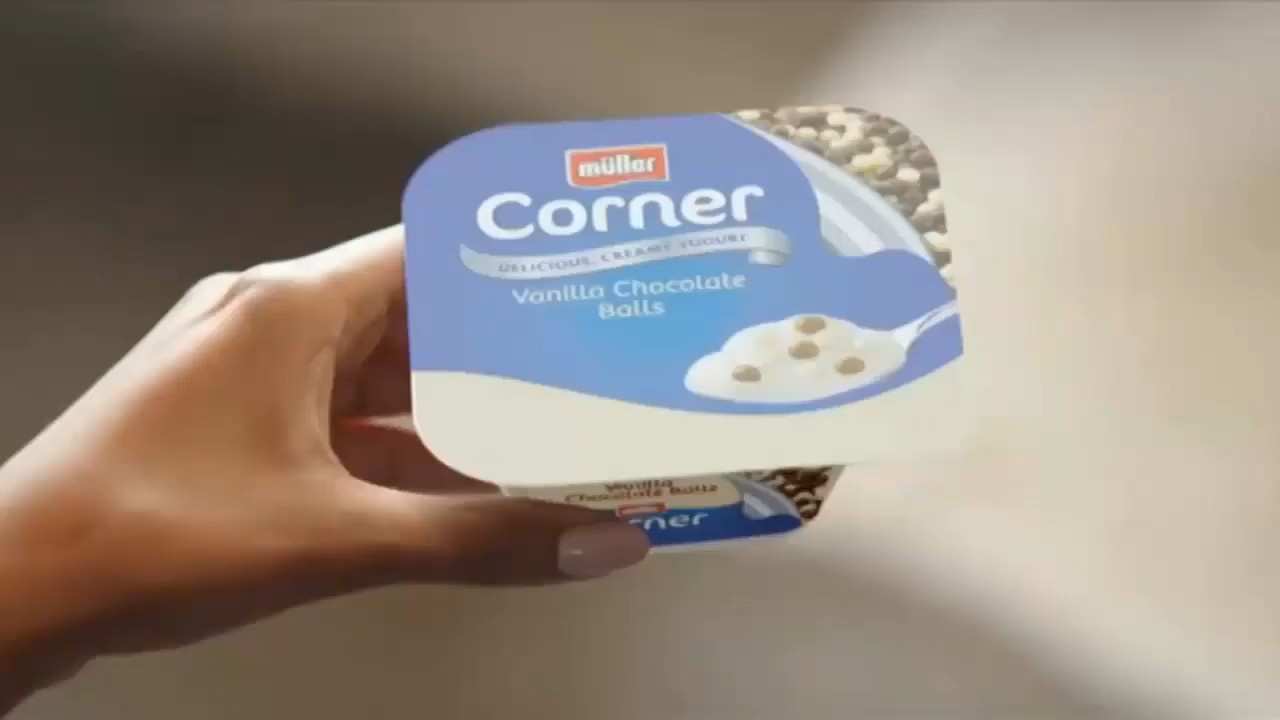 müller
Corner
DELICIOUS, CREAMY YOGURT
Vanilla Chocolate
Balls
Vanilla
Chocolate Balls
rner